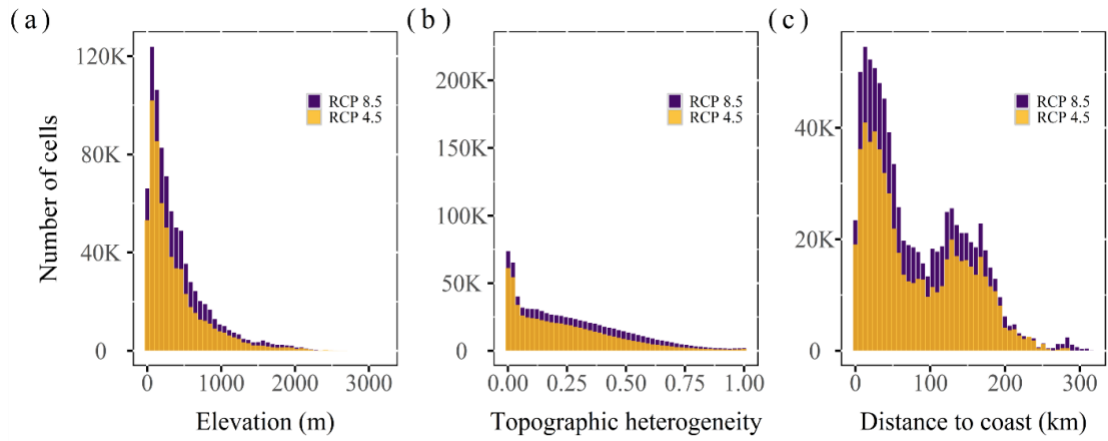 (a)
Number of cells
120K
80K
40K
0
RCP 8.5
RCP 4.5
0 1000 2000 3000
Elevation (m)
(b)
200K
150K
100K
50K
0
RCP 8.5
RCP 4.5
0.00 0.25 0.50 0.75 1.00
Topographic heterogeneity
(c)
40K
20K
0
RCP 8.5
RCP 4.5
0 100 200 300
Distance to coast (km)